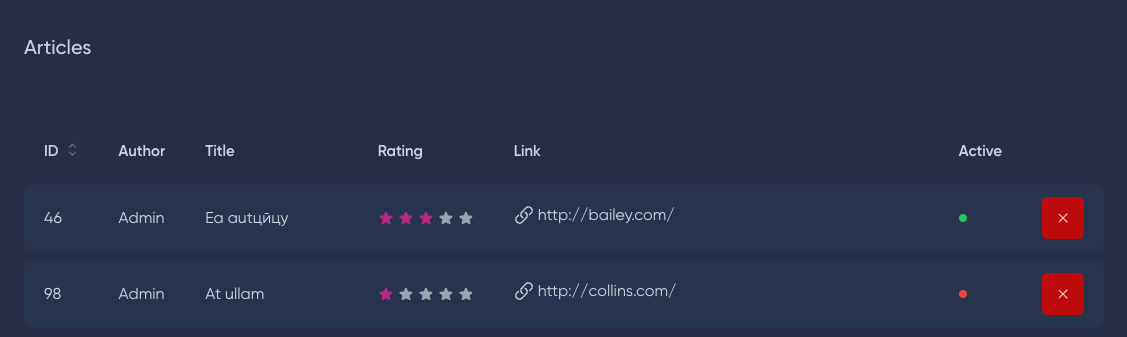 Articles
ID Author Title Rating Link Active
46 Admin Ea autцйцу http://bailey.com/
98 Admin At ullam http://collins.com/